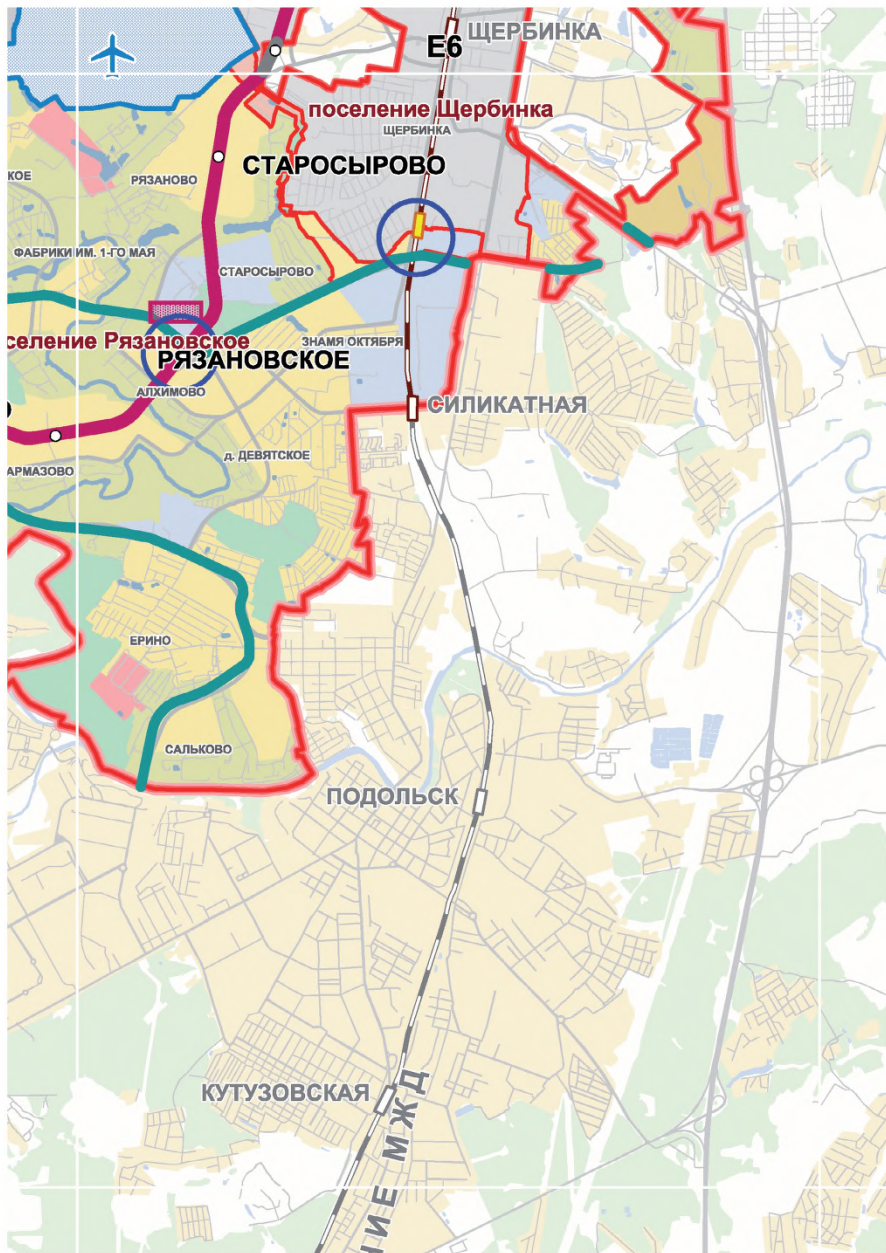 ЩЕРБИНКА
Е6
поселение Щербинка
ЩЕРБИНКА
СТАРОСЫРОВО
КОЕ
РЯЗАНОВО
ФАБРИКИ ИМ. 1-ГО МАЯ
СТАРОСЫРОВО
селение Рязановское
ЗНАМЯ ОКТЯБРЯ
РЯЗАНОВСКОЕ
АЛХИМОВО
СИЛИКАТНАЯ
АРМАЗОВО
д. ДЕВЯТСКОЕ
ЕРИНО
САЛЬКОВО
ПОДОЛЬСК
КУТУЗОВСКАЯ
НИЕ МЖД